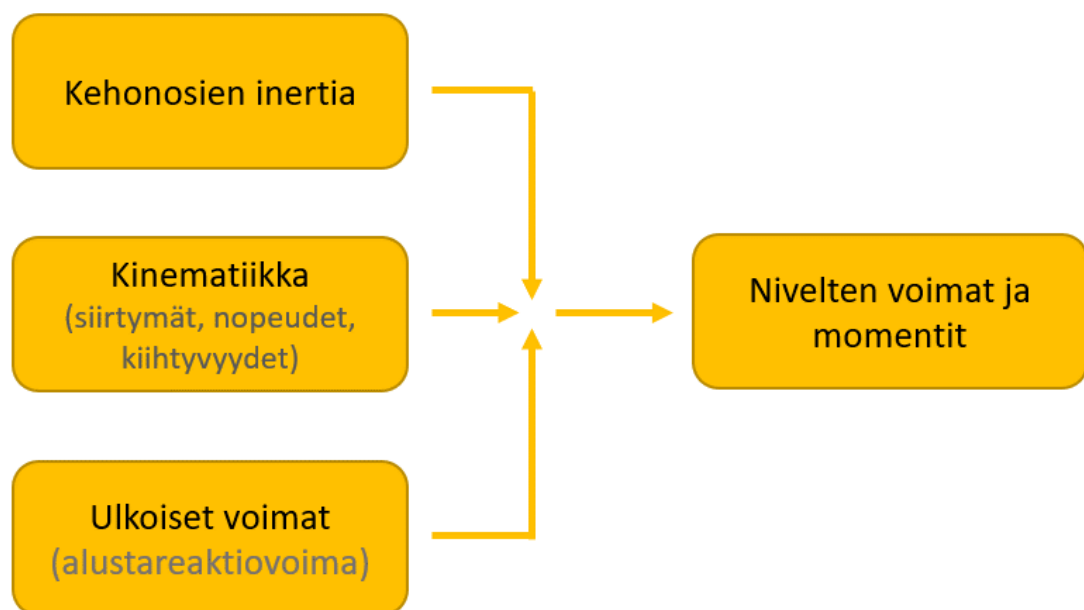 Kehonosien inertia
Kinematiikka
(siirtymät, nopeudet,
kiihtyvyydet)
Ulkoiset voimat
(alustareaktiovoima)
Nivelten voimat ja
momentit